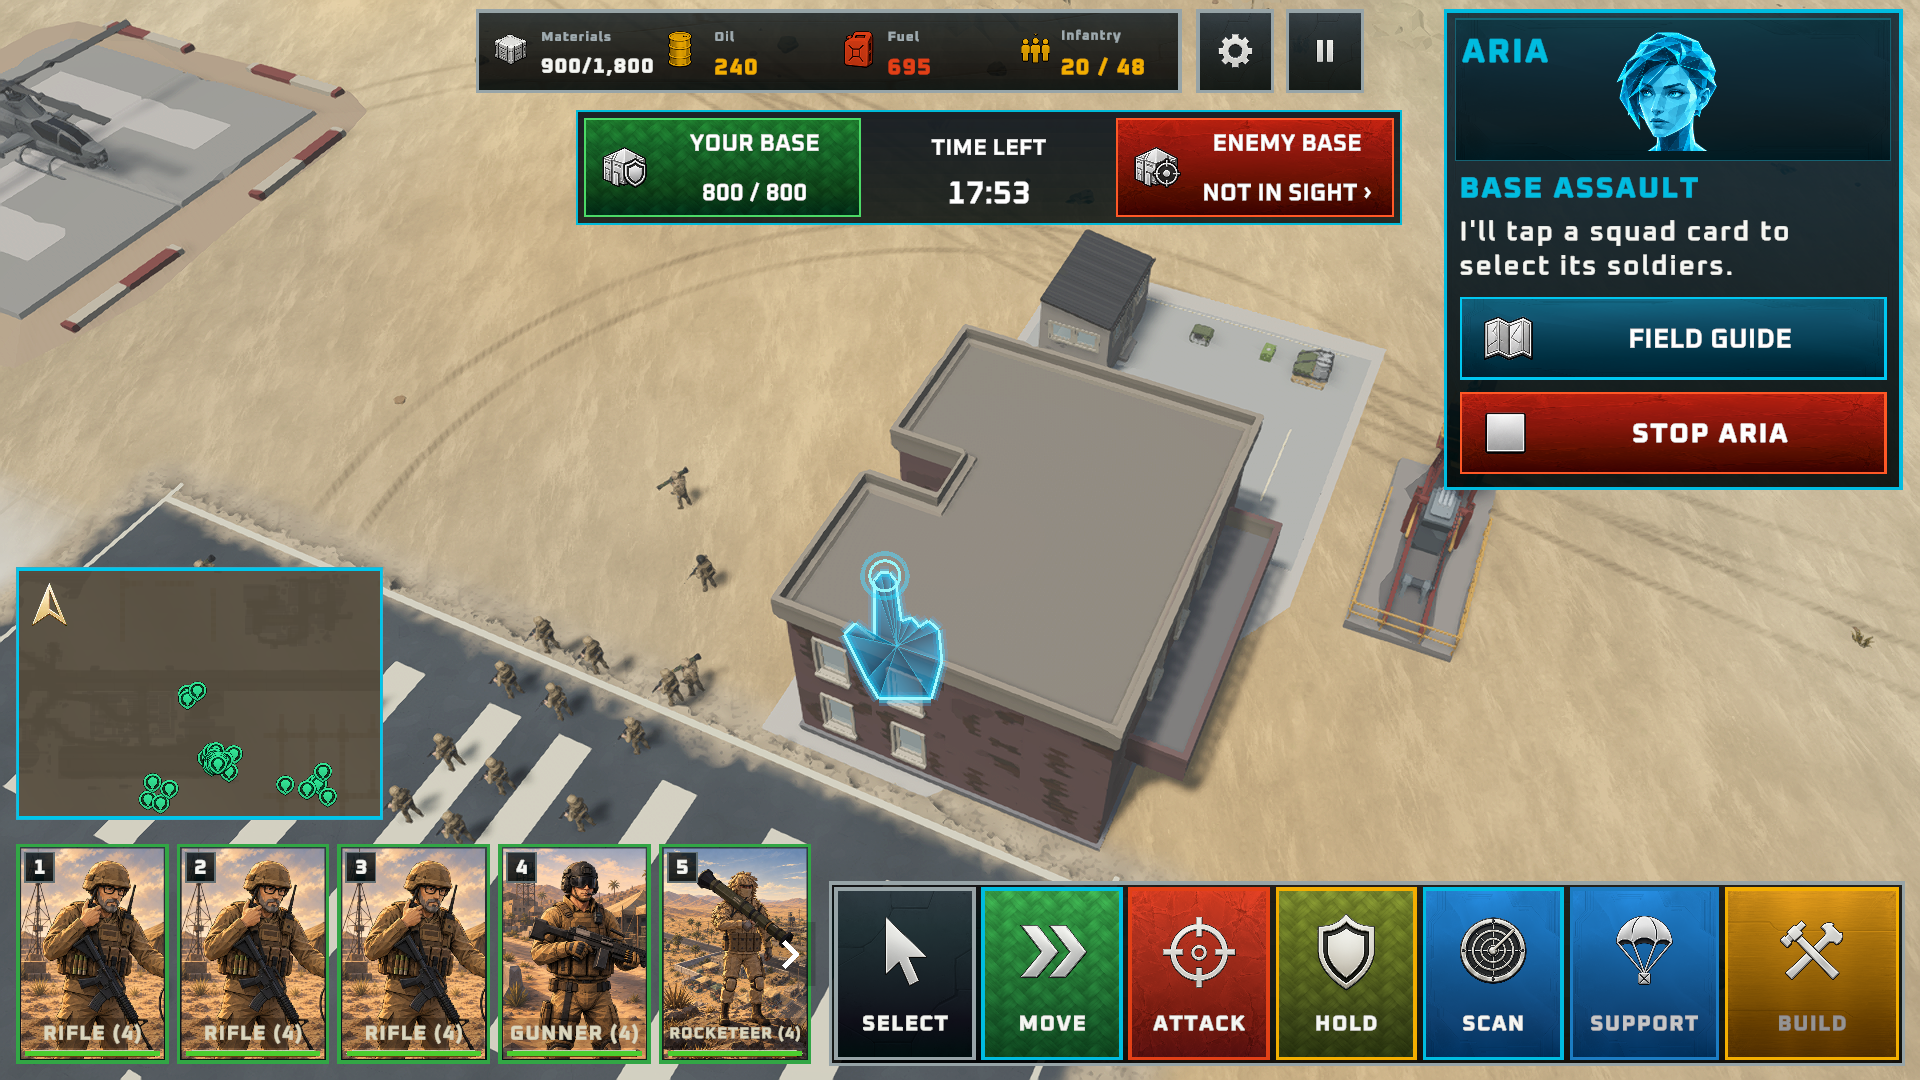 Materials
900/1,800
Oil
240
Fuel
695
Infantry
20 / 48
YOUR BASE
800 / 800
TIME LEFT
17:53
ENEMY BASE
NOT IN SIGHT ›
ARIA
BASE ASSAULT
I'll tap a squad card to
select its soldiers.
FIELD GUIDE
STOP ARIA
1
RIFLE (4)
2
RIFLE (4)
3
RIFLE (4)
4
GUNNER (4)
5
ROCKETEER (4)
SELECT
MOVE
ATTACK
HOLD
SCAN
SUPPORT
BUILD